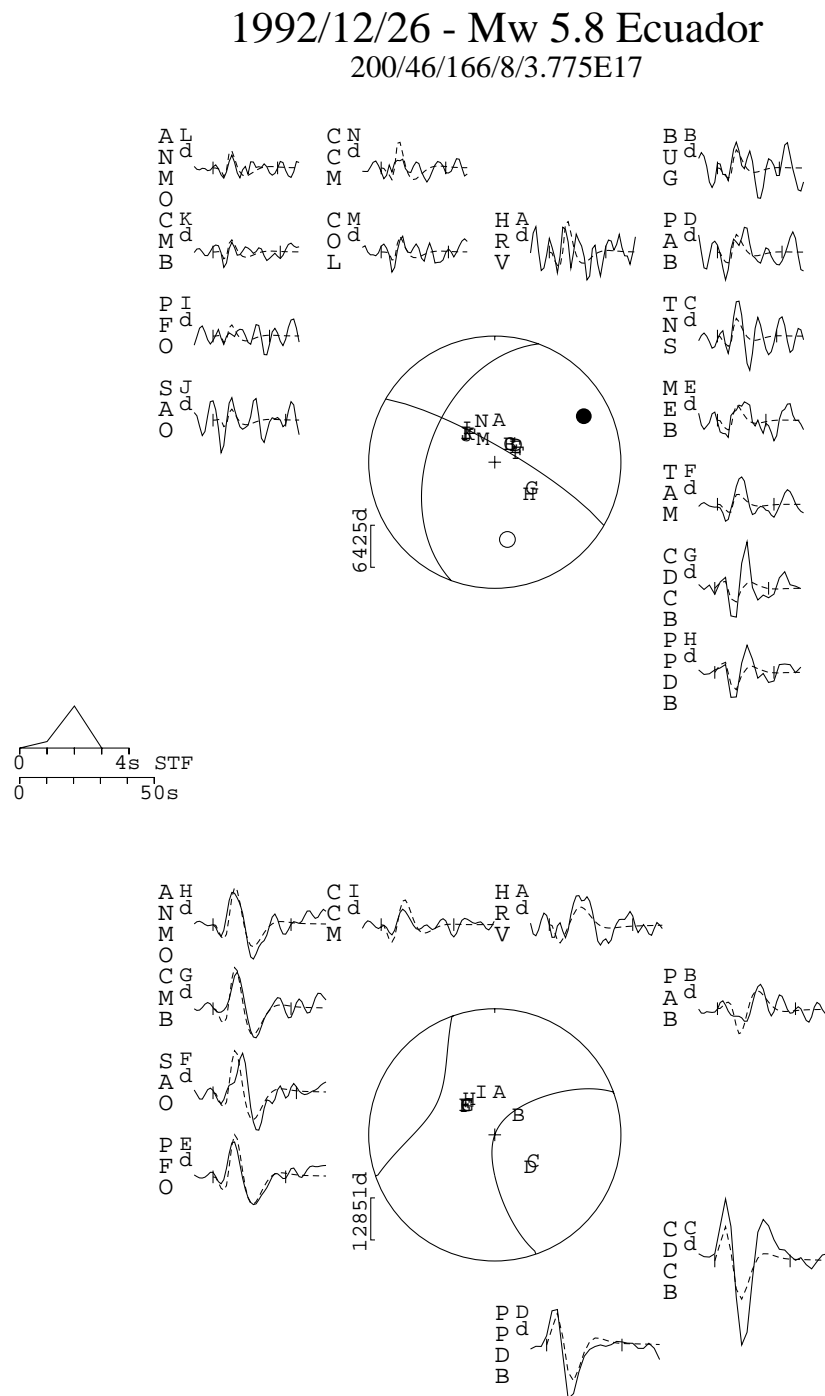 1992/12/26 - Mw 5.8 Ecuador
200/46/166/8/3.775E17
ANMO L d
CCM N d
BUG B d
CMB K d
COL M d
HRV A d
PAB D d
PFO I d
TNS C d
SAO J d
MEB E d
TAM F d
CDCB G d
PPDB H d
N A
M
G
H
6425d
0 4s STF
0 50s
ANMO H d
CCM I d
HRV A d
CMB G d
PAB B d
SAO F d
PFO E d
H I A
B
D C
12851d
CDCB C d
PPDB D d